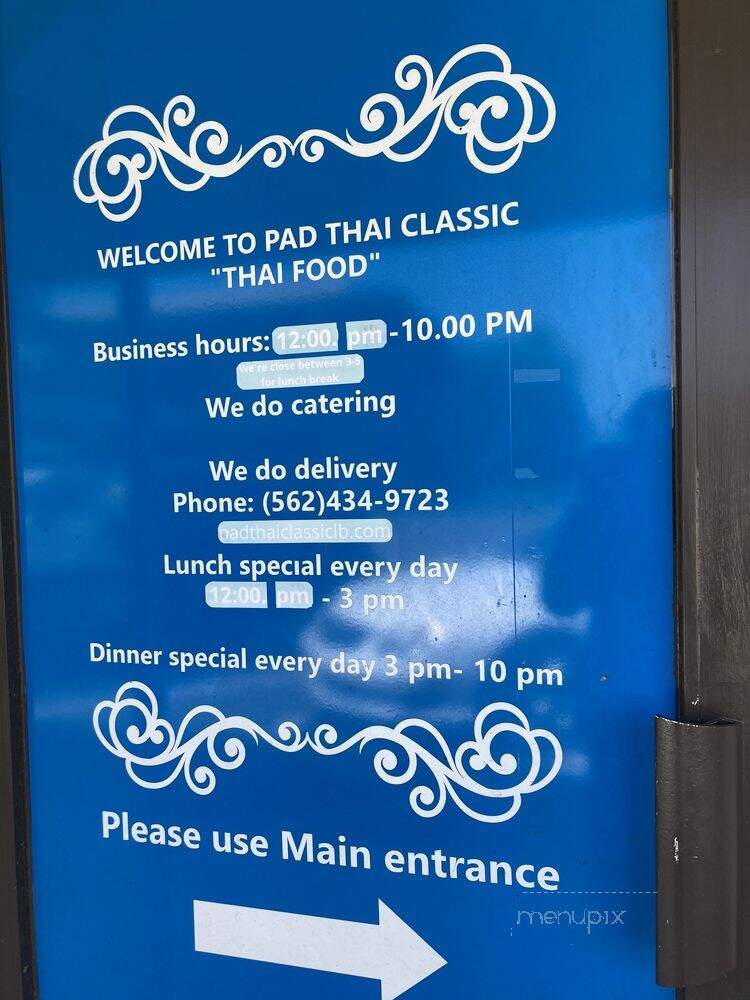 WELCOME TO PAD THAI CLASSIC
"THAI FOOD"
Business hours: 12:00. pm -10.00 PM
We're close between 3-5
for lunch break
We do catering
We do delivery
Phone: (562)434-9723
padthaiclassiclb.com
Lunch special every day
12:00. pm - 3 pm
Dinner special every day 3 pm- 10 pm
Please use Main entrance
menupix